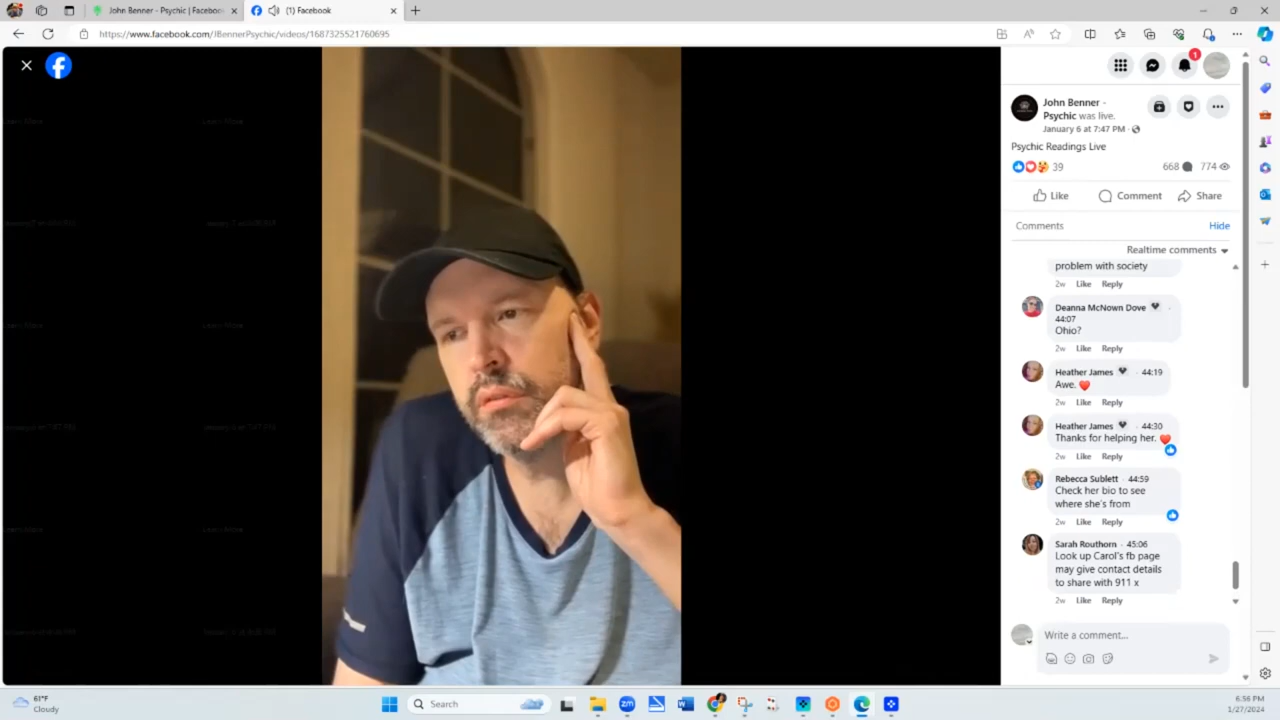 John Benner - Psychic | Facebook
(1) Facebook
https://www.facebook.com/JBennerPsychic/videos/1687325521760695
1
John Benner -
Psychic was live.
January 6 at 7:47 PM
Psychic Readings Live
39
668
774
Like
Comment
Share
Comments
Hide
Realtime comments
problem with society
2w Like Reply
Deanna McNown Dove ·
44:07
Ohio?
2w Like Reply
Heather James · 44:19
Awe.
2w Like Reply
Heather James · 44:30
Thanks for helping her.
2w Like Reply
Rebecca Sublett · 44:59
Check her bio to see
where she's from
2w Like Reply
Sarah Routhorn · 45:06
Look up Carol's fb page
may give contact details
to share with 911 x
2w Like Reply
Write a comment...
61°F
Cloudy
Search
6:56 PM
1/27/2024